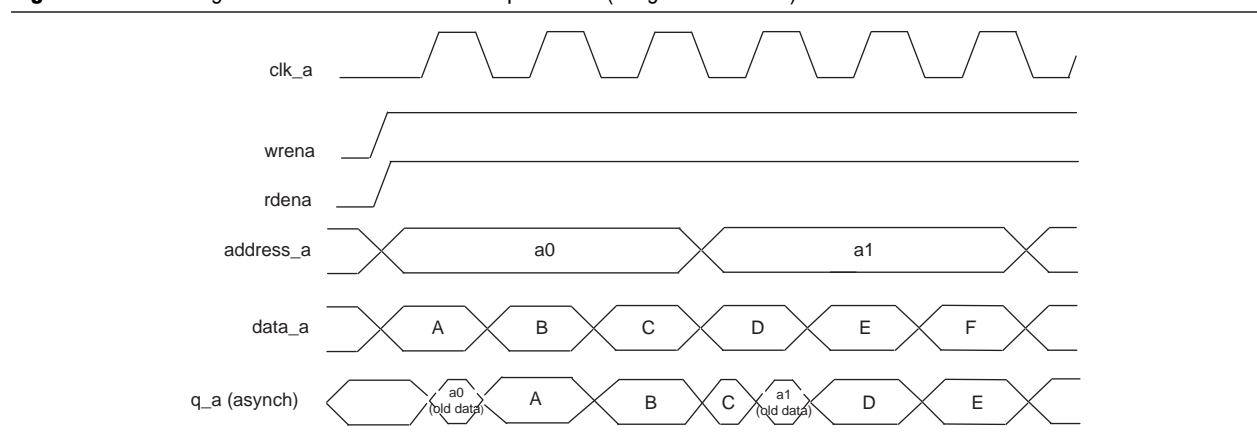 clk_a
wrena
rdena
address_a a0 a1
data_a A B C D E F
q_a (asynch) a0 (old data) A B C a1 (old data) D E